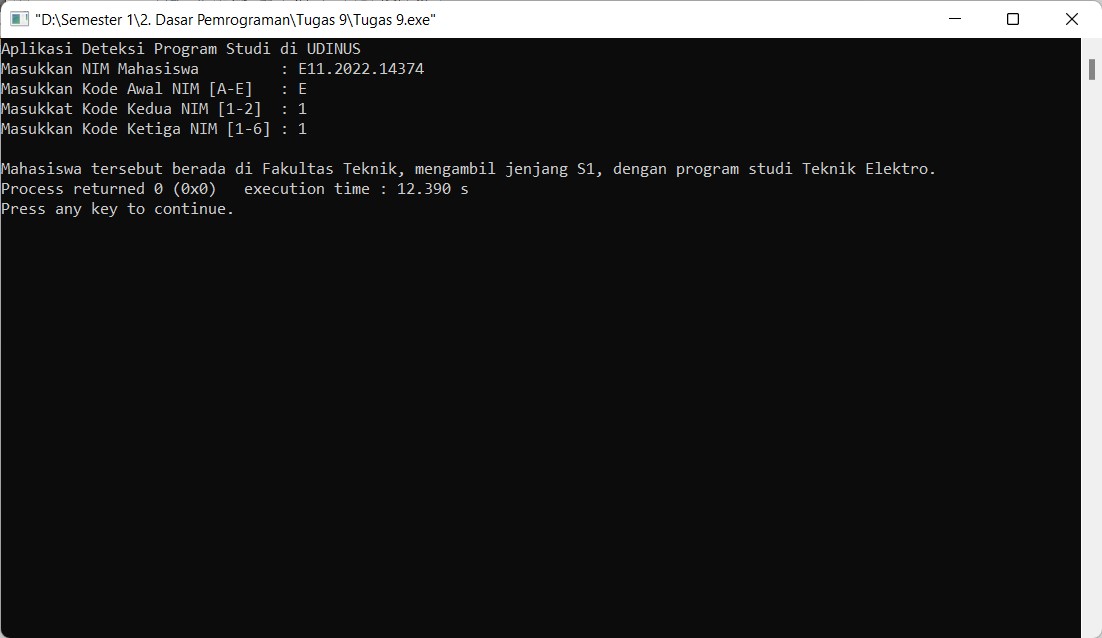 "D:\Semester 1\2. Dasar Pemrograman\Tugas 9\Tugas 9.exe"
Aplikasi Deteksi Program Studi di UDINUS
Masukkan NIM Mahasiswa         : E11.2022.14374
Masukkan Kode Awal NIM [A-E]   : E
Masukkat Kode Kedua NIM [1-2]  : 1
Masukkan Kode Ketiga NIM [1-6] : 1
Mahasiswa tersebut berada di Fakultas Teknik, mengambil jenjang S1, dengan program studi Teknik Elektro.
Process returned 0 (0x0)   execution time : 12.390 s
Press any key to continue.